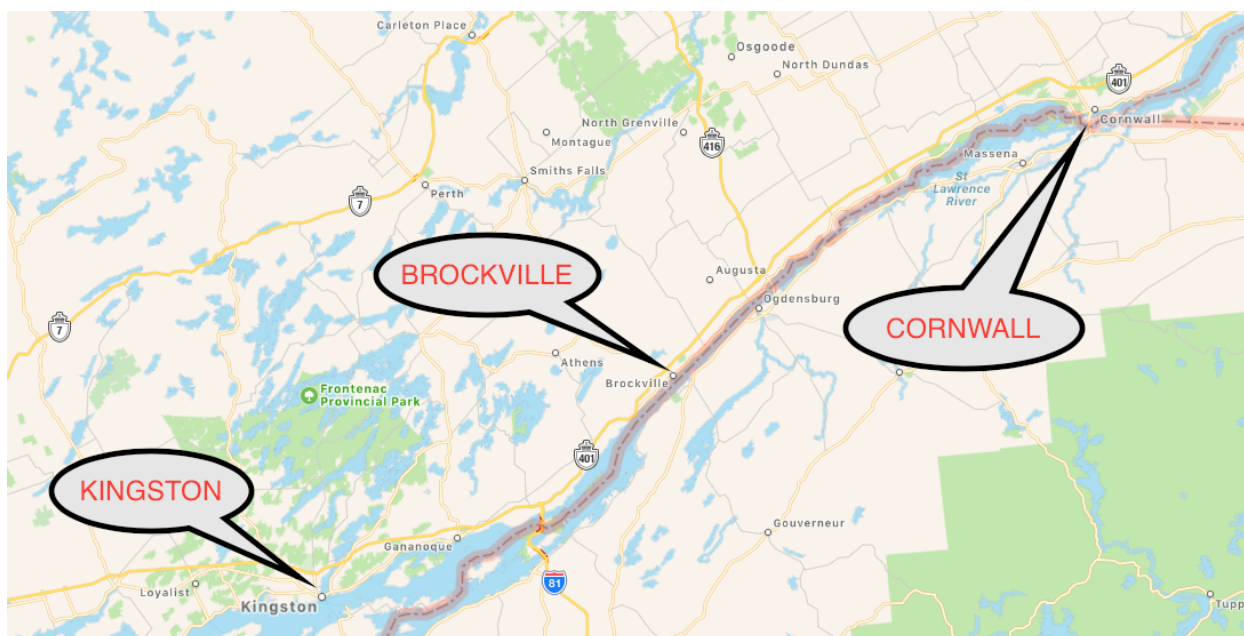 Carleton Place
Osgoode
North Dundas
401
Cornwall
North Grenville
Montague
416
Massena
St
Lawrence
River
Smiths Falls
Perth
7
BROCKVILLE
Augusta
Ogdensburg
CORNWALL
7
Athens
Brockville
Frontenac
Provincial Park
401
KINGSTON
Gouverneur
Gananoque
81
Loyalist
Kingston
Tupp